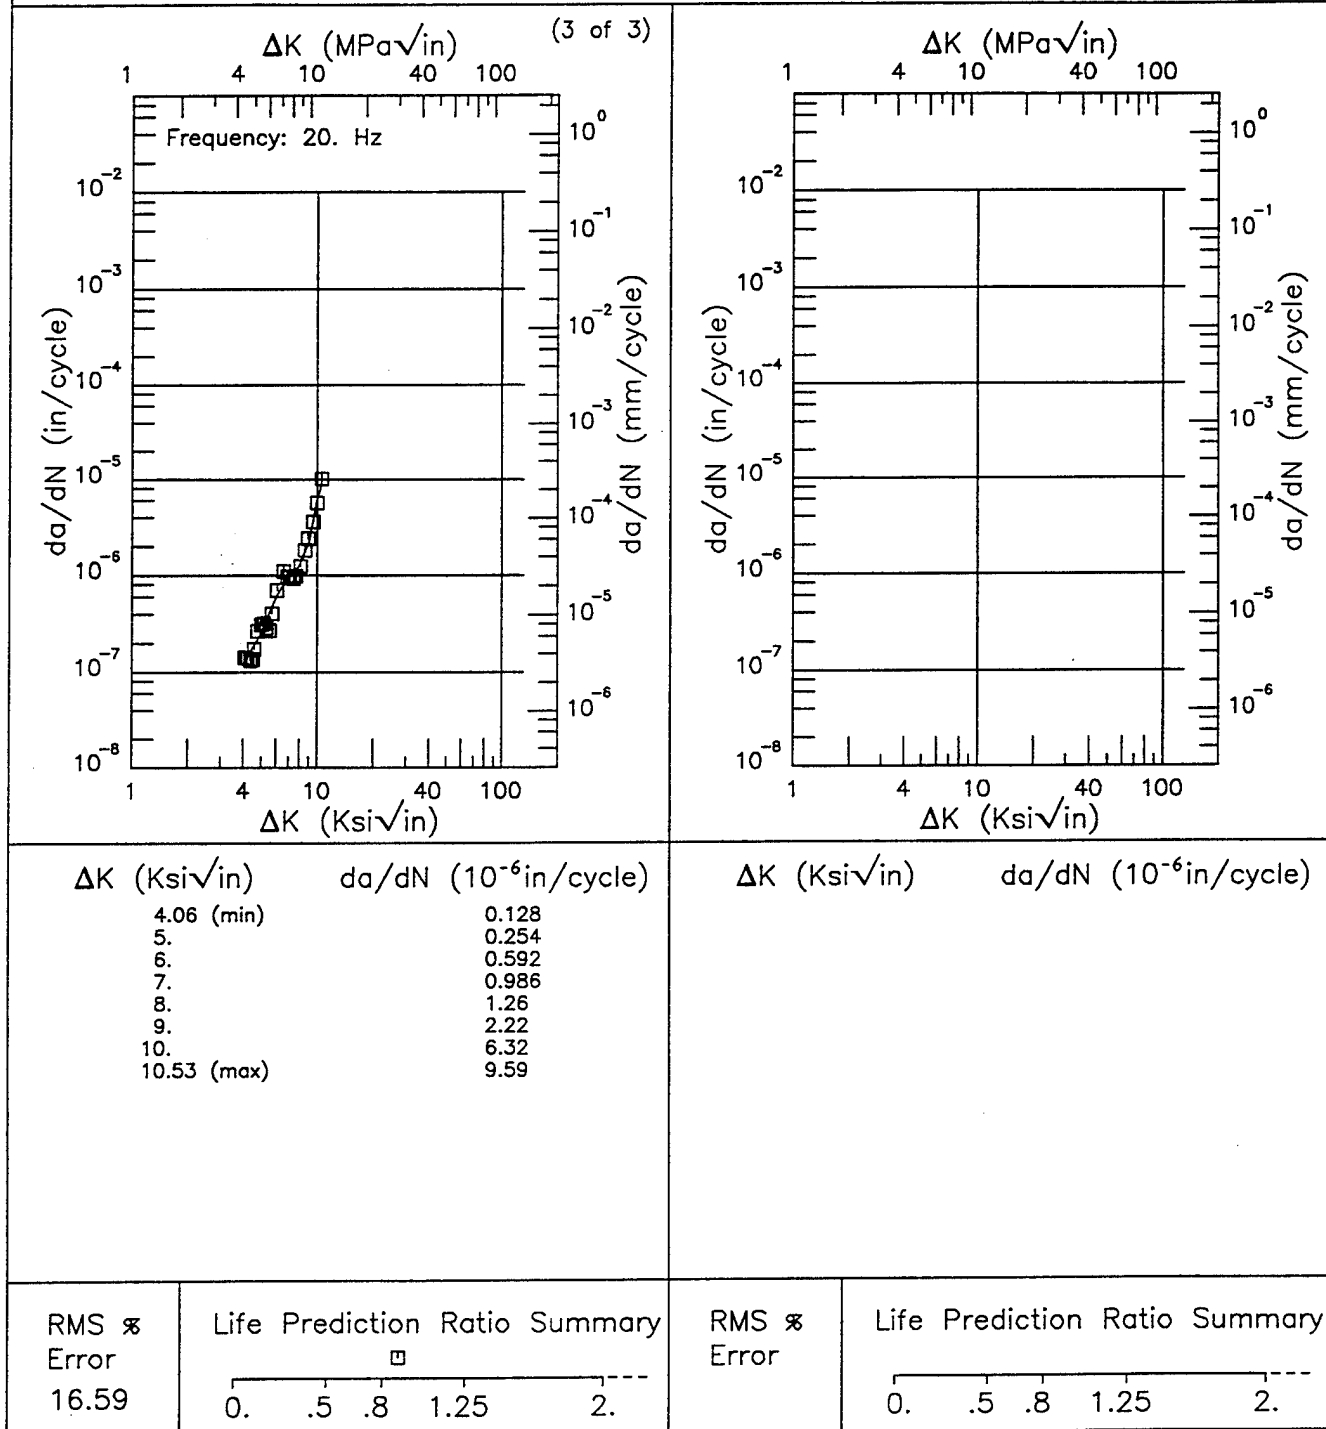 (3 of 3)
ΔK (MPa√in)
1 4 10 40 100
Frequency: 20. Hz
da/dN (in/cycle)
10⁻²
10⁻³
10⁻⁴
10⁻⁵
10⁻⁶
10⁻⁷
10⁻⁸
10⁰
10⁻¹
10⁻²
10⁻³
10⁻⁴
10⁻⁵
10⁻⁶
da/dN (mm/cycle)
1 4 10 40 100
ΔK (Ksi√in)
ΔK (MPa√in)
1 4 10 40 100
da/dN (in/cycle)
10⁻²
10⁻³
10⁻⁴
10⁻⁵
10⁻⁶
10⁻⁷
10⁻⁸
10⁰
10⁻¹
10⁻²
10⁻³
10⁻⁴
10⁻⁵
10⁻⁶
da/dN (mm/cycle)
1 4 10 40 100
ΔK (Ksi√in)
ΔK (Ksi√in) da/dN (10⁻⁶in/cycle)
4.06 (min) 0.128
5. 0.254
6. 0.592
7. 0.986
8. 1.26
9. 2.22
10. 6.32
10.53 (max) 9.59
ΔK (Ksi√in) da/dN (10⁻⁶in/cycle)
RMS %
Error
16.59
Life Prediction Ratio Summary
0. .5 .8 1.25 2.
RMS %
Error
Life Prediction Ratio Summary
0. .5 .8 1.25 2.